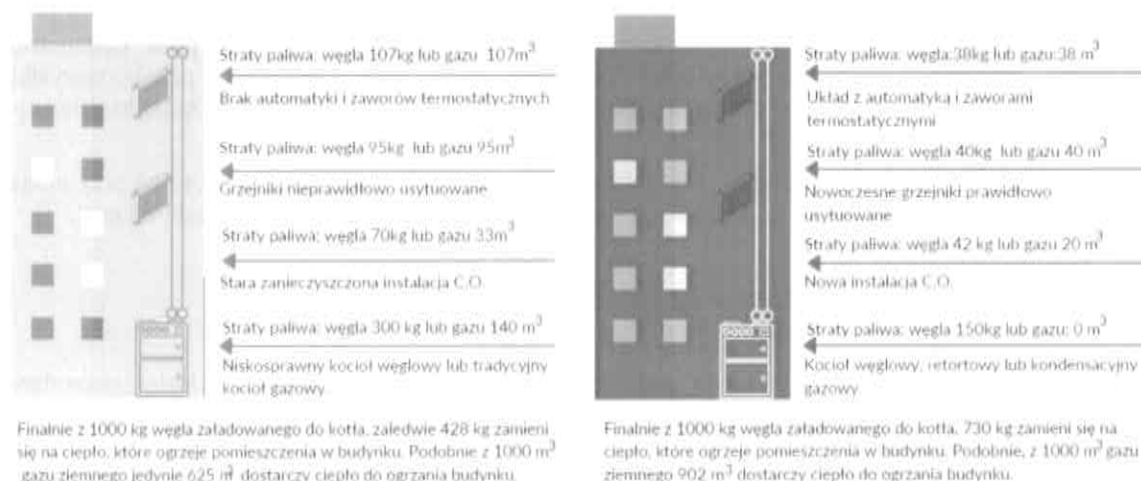 Straty paliwa: węgla 107kg lub gazu 107m³
Brak automatyki i zaworów termostatycznych
Straty paliwa: węgla 95kg lub gazu 95m³
Grzejniki nieprawidłowo usytuowane
Straty paliwa: węgla 70kg lub gazu 33m³
Stara zanieczyszczona instalacja C.O.
Straty paliwa: węgla 300 kg lub gazu 140 m³
Niskosprawny kocioł węglowy lub tradycyjny
kocioł gazowy
Finalnie z 1000 kg węgla załadowanego do kotła, zaledwie 428 kg zamieni
się na ciepło, które ogrzeje pomieszczenia w budynku. Podobnie z 1000 m³
gazu ziemnego jedynie 625 m³ dostarczy ciepło do ogrzania budynku.
Straty paliwa: węgla:38kg lub gazu:38 m³
Układ z automatyką i zaworami
termostatycznymi
Straty paliwa: węgla 40kg lub gazu 40 m³
Nowoczesne grzejniki prawidłowo
usytuowane
Straty paliwa: węgla 42 kg lub gazu 20 m³
Nowa instalacja C.O.
Straty paliwa: węgla 150kg lub gazu: 0 m³
Kocioł węglowy, retortowy lub kondensacyjny
gazowy
Finalnie z 1000 kg węgla załadowanego do kotła, 730 kg zamieni się na
ciepło, które ogrzeje pomieszczenia w budynku. Podobnie, z 1000 m³ gazu
ziemnego 902 m³ dostarczy ciepło do ogrzania budynku.